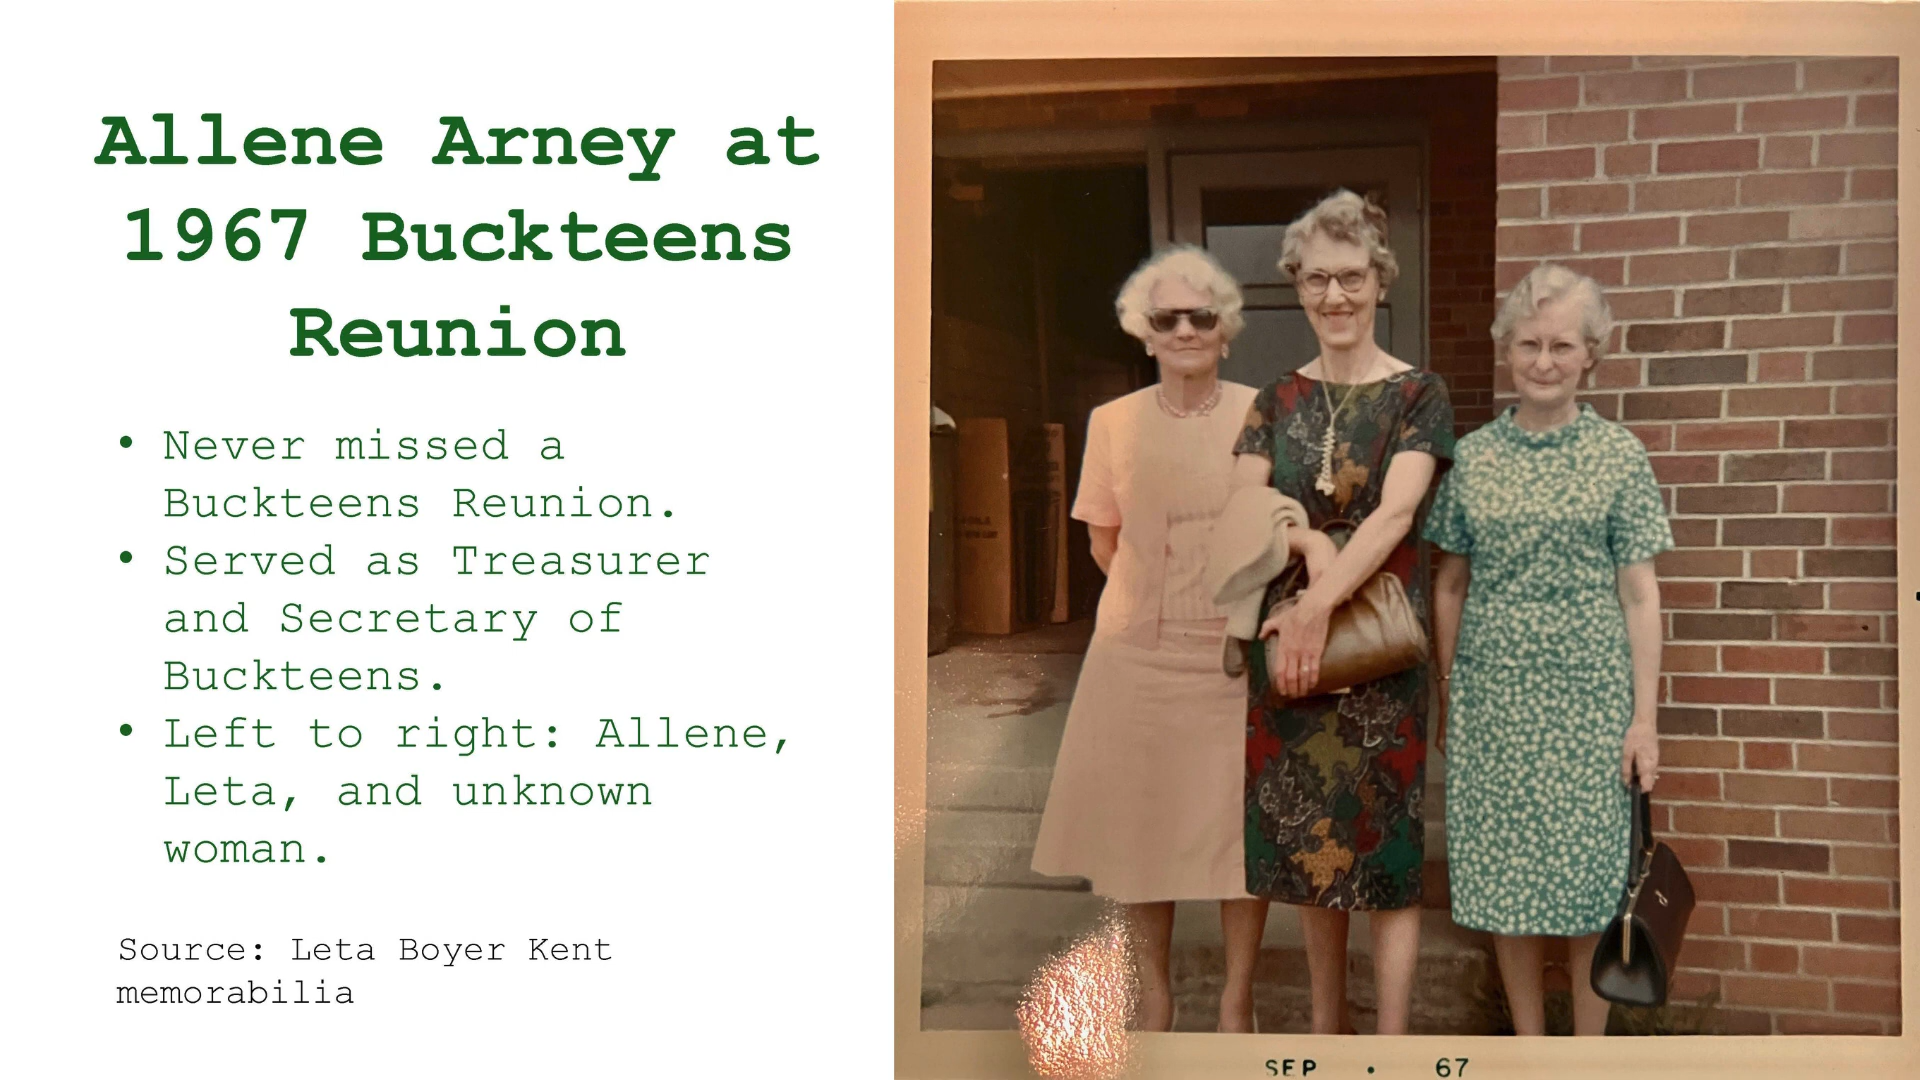 Allene Arney at
1967 Buckteens
Reunion
• Never missed a
Buckteens Reunion.
• Served as Treasurer
and Secretary of
Buckteens.
• Left to right: Allene,
Leta, and unknown
woman.
Source: Leta Boyer Kent
memorabilia
SEP • 67